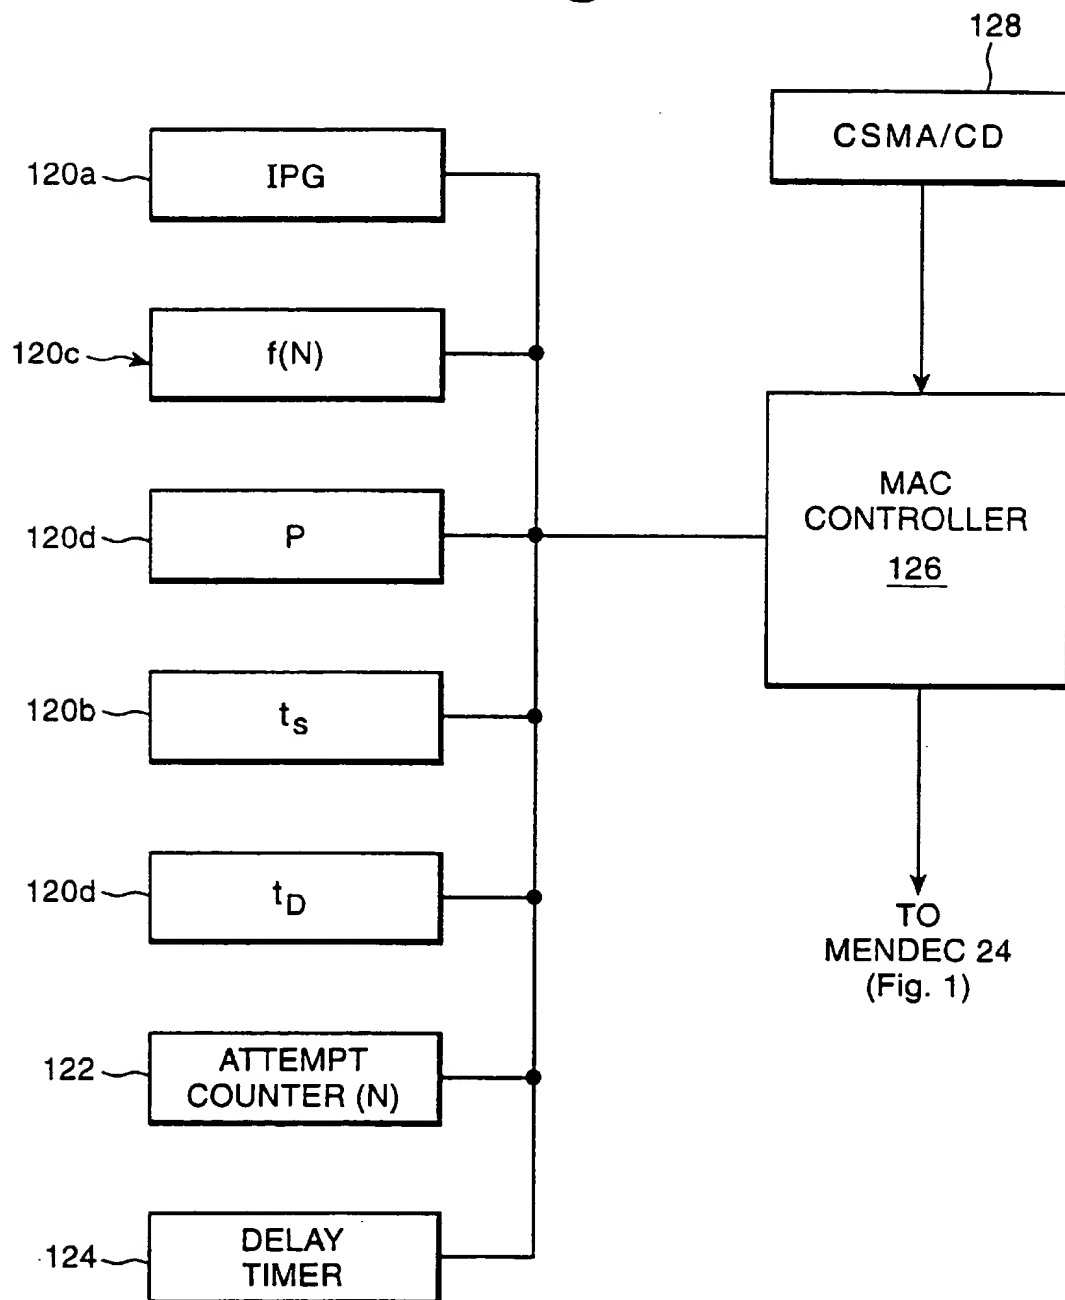 128
CSMA/CD
120a
IPG
120c
f(N)
120d
P
MAC
CONTROLLER
126
120b
tS
120d
tD
TO
MENDEC 24
(Fig. 1)
122
ATTEMPT
COUNTER (N)
124
DELAY
TIMER